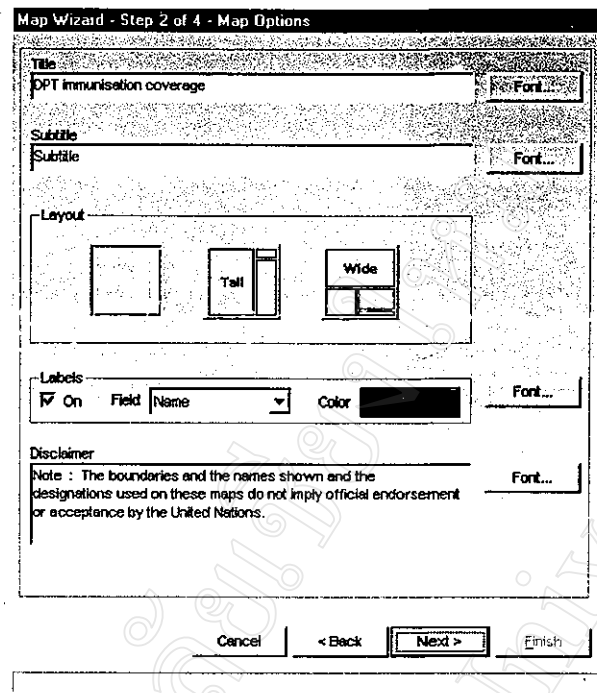 Map Wizard - Step 2 of 4 - Map Options
Title
DPT immunisation coverage
Font...
Subtitle
Subtitle
Font...
Layout
Tall
Wide
Labels
On Field Name Color
Font...
Disclaimer
Note : The boundaries and the names shown and the
designations used on these maps do not imply official endorsement
or acceptance by the United Nations.
Font...
Cancel < Back Next > Finish